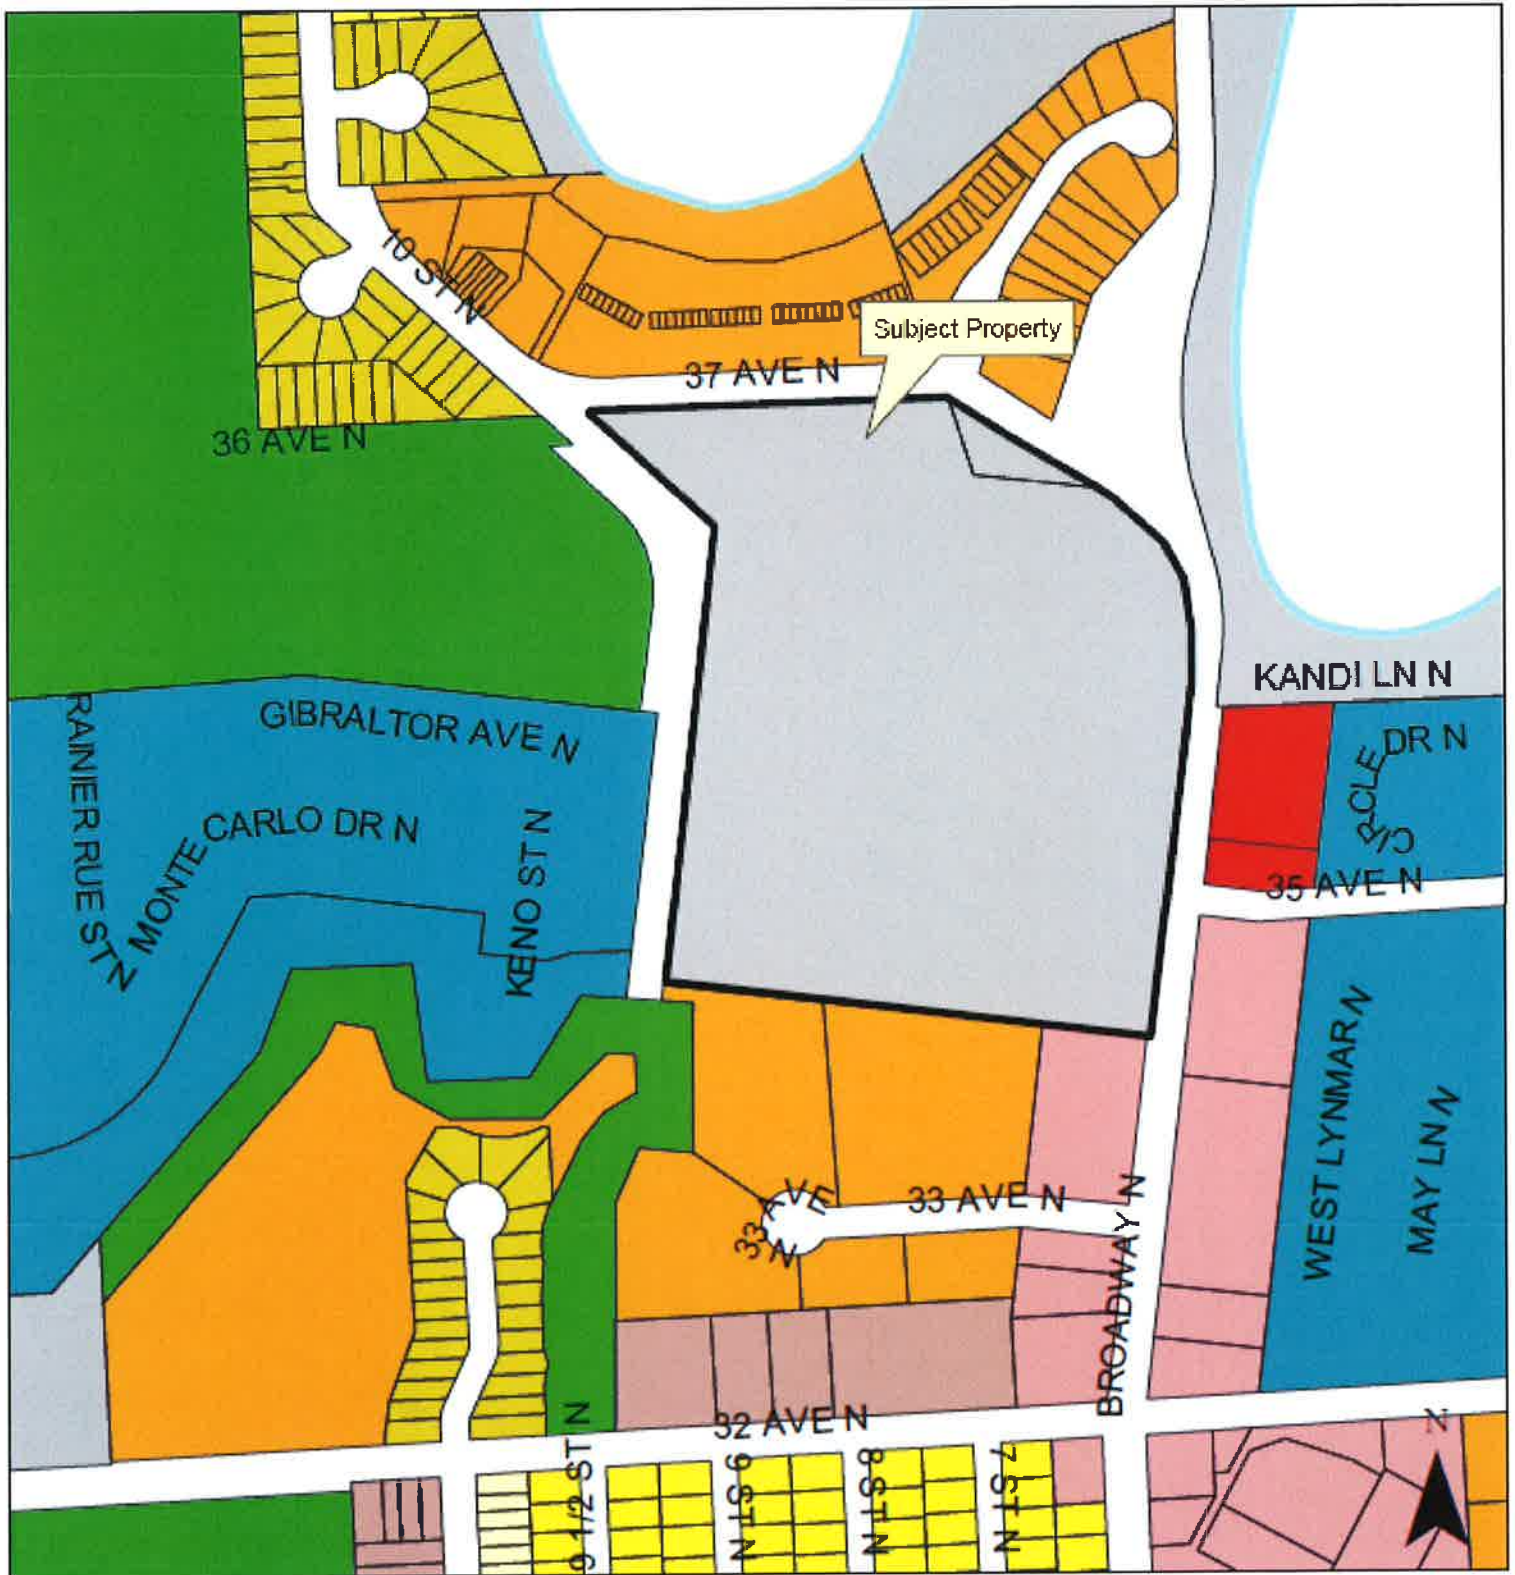 10 ST N
Subject Property
37 AVE N
36 AVE N
KANDI LN N
GIBRALTOR AVE N
RAINIER RUE ST N
MONTE CARLO DR N
KENO ST N
CIRCLE DR N
35 AVE N
WEST LYNMAR N
MAY LN N
33 AVE N
33 AVE N
BROADWAY N
32 AVE N
9 1/2 ST N
9 ST N
8 ST N
7 ST N
N